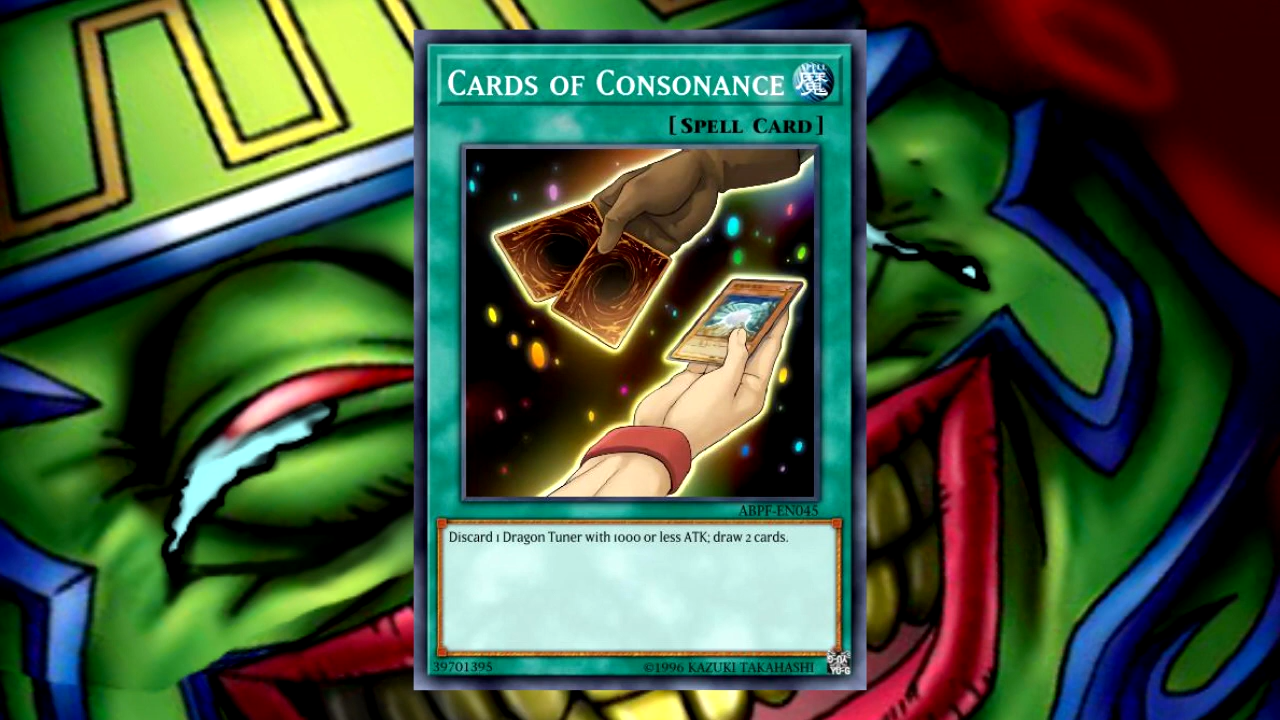 CARDS OF CONSONANCE
SPELL
魔
[SPELL CARD]
ABPF-EN045
Discard 1 Dragon Tuner with 1000 or less ATK; draw 2 cards.
39701395
©1996 KAZUKI TAKAHASHI